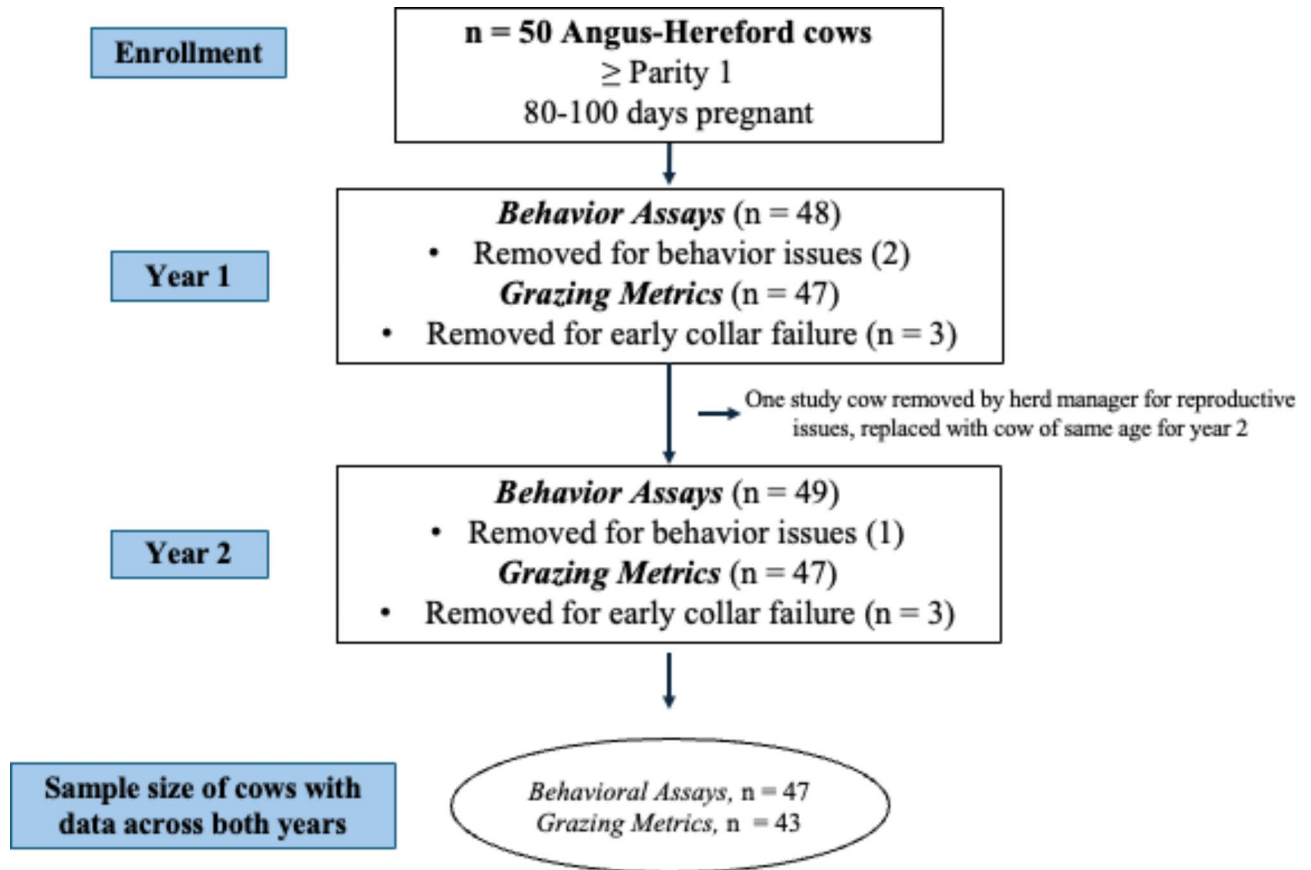 Enrollment
n = 50 Angus-Hereford cows
≥ Parity 1
80-100 days pregnant
Year 1
Behavior Assays (n = 48)
• Removed for behavior issues (2)
Grazing Metrics (n = 47)
• Removed for early collar failure (n = 3)
One study cow removed by herd manager for reproductive
issues, replaced with cow of same age for year 2
Year 2
Behavior Assays (n = 49)
• Removed for behavior issues (1)
Grazing Metrics (n = 47)
• Removed for early collar failure (n = 3)
Sample size of cows with
data across both years
Behavioral Assays, n = 47
Grazing Metrics, n = 43